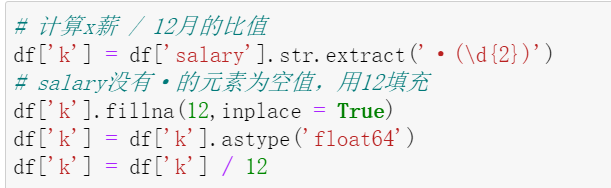 # 计算x薪 / 12月的比值
df['k'] = df['salary'].str.extract('·(\d{2})')
# salary没有·的元素为空值，用12填充
df['k'].fillna(12,inplace = True)
df['k'] = df['k'].astype('float64')
df['k'] = df['k'] / 12